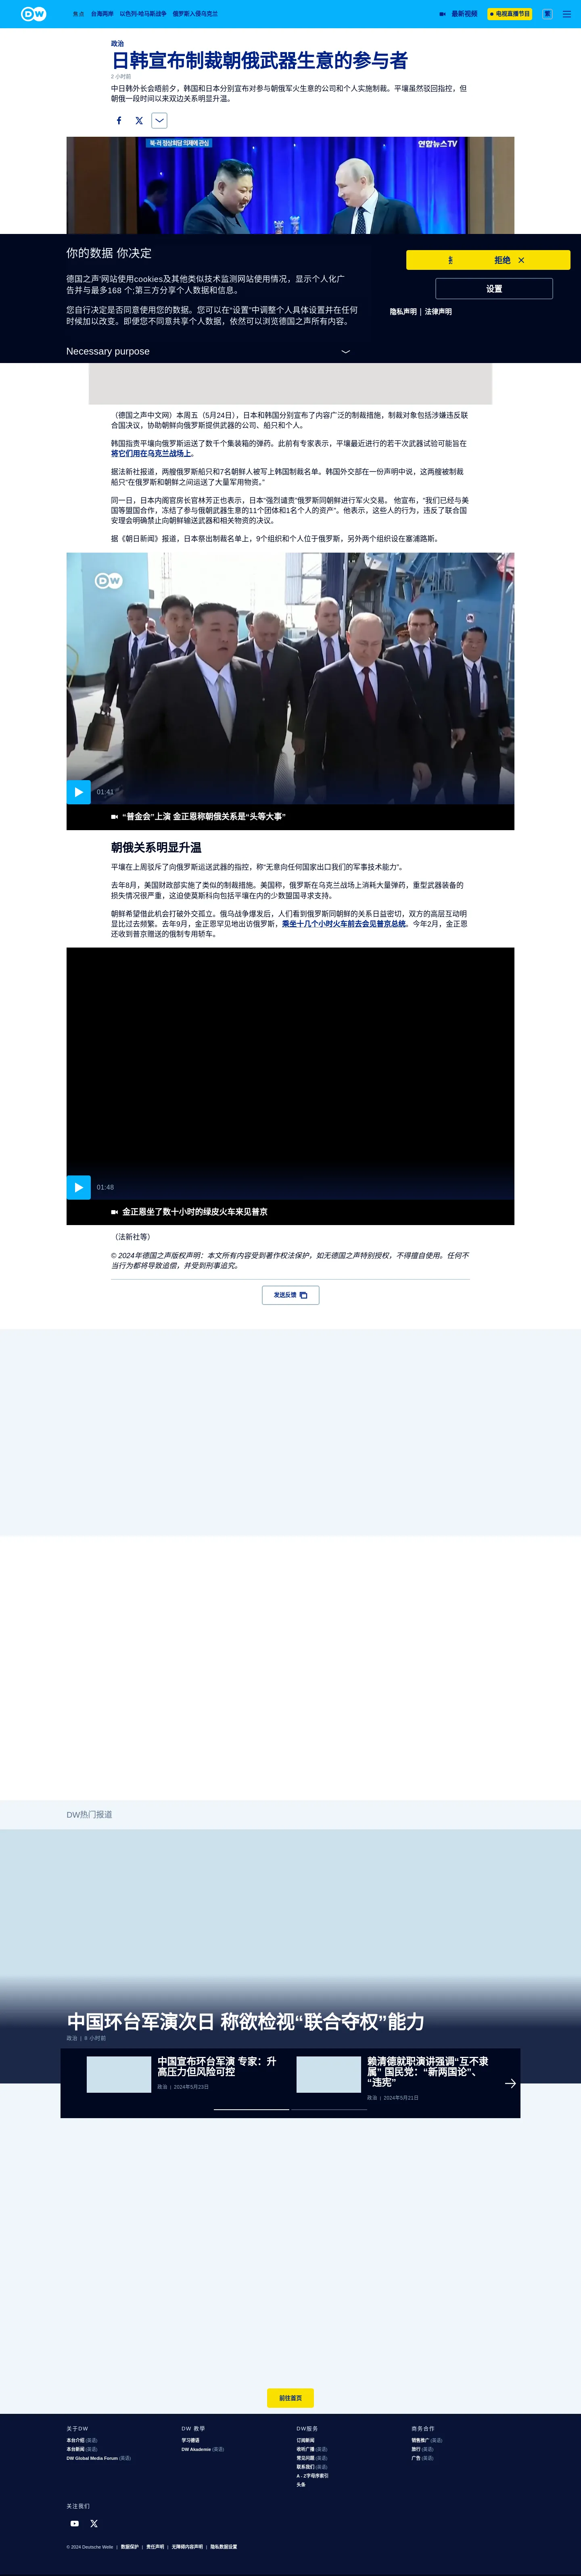 DW
焦点
台海两岸
以色列-哈马斯战争
俄罗斯入侵乌克兰
最新视频
电视直播节目
繁
政治
日韩宣布制裁朝俄武器生意的参与者
2 小时前
中日韩外长会晤前夕，韩国和日本分别宣布对参与朝俄军火生意的公司和个人实施制裁。平壤虽然驳回指控，但
朝俄一段时间以来双边关系明显升温。
북-러 정상회담 의제에 관심
연합뉴스TV
你的数据 你决定
德国之声˙网站使用cookies及其他类似技术监测网站使用情况，显示个人化广
告并与最多168 个;第三方分享个人数据和信息。
您自行决定是否同意使用您的数据。您可以在“设置”中调整个人具体设置并在任何
时候加以改变。即便您不同意共享个人数据，依然可以浏览德国之声所有内容。
Necessary purpose
拒绝
设置
隐私声明 | 法律声明
（德国之声中文网）本周五（5月24日），日本和韩国分别宣布了内容广泛的制裁措施，制裁对象包括涉嫌违反联
合国决议，协助朝鲜向俄罗斯提供武器的公司、船只和个人。
韩国指责平壤向俄罗斯运送了数千个集装箱的弹药。此前有专家表示，平壤最近进行的若干次武器试验可能旨在
将它们用在乌克兰战场上。
据法新社报道，两艘俄罗斯船只和7名朝鲜人被写上韩国制裁名单。韩国外交部在一份声明中说，这两艘被制裁
船只“在俄罗斯和朝鲜之间运送了大量军用物资。”
同一日，日本内阁官房长官林芳正也表示，日本“强烈谴责”俄罗斯同朝鲜进行军火交易。 他宣布，“我们已经与美
国等盟国合作，冻结了参与俄朝武器生意的11个团体和1名个人的资产”。他表示，这些人的行为，违反了联合国
安理会明确禁止向朝鲜输送武器和相关物资的决议。
据《朝日新闻》报道，日本祭出制裁名单上，9个组织和个人位于俄罗斯，另外两个组织设在塞浦路斯。
DW
01:41
“普金会”上演 金正恩称朝俄关系是“头等大事”
朝俄关系明显升温
平壤在上周驳斥了向俄罗斯运送武器的指控，称“无意向任何国家出口我们的军事技术能力”。
去年8月，美国财政部实施了类似的制裁措施。美国称，俄罗斯在乌克兰战场上消耗大量弹药，重型武器装备的
损失情况很严重，这迫使莫斯科向包括平壤在内的少数盟国寻求支持。
朝鲜希望借此机会打破外交孤立。俄乌战争爆发后，人们看到俄罗斯同朝鲜的关系日益密切，双方的高层互动明
显比过去频繁。去年9月，金正恩罕见地出访俄罗斯，乘坐十几个小时火车前去会见普京总统。今年2月，金正恩
还收到普京赠送的俄制专用轿车。
01:48
金正恩坐了数十小时的绿皮火车来见普京
（法新社等）
© 2024年德国之声版权声明：本文所有内容受到著作权法保护，如无德国之声特别授权，不得擅自使用。任何不
当行为都将导致追偿，并受到刑事追究。
发送反馈
DW热门报道
中国环台军演次日 称欲检视“联合夺权”能力
政治 | 8 小时前
中国宣布环台军演 专家：升
高压力但风险可控
政治 | 2024年5月23日
赖清德就职演讲强调“互不隶
属” 国民党：“新两国论”、
“违宪”
政治 | 2024年5月21日
前往首页
关于DW
本台介绍 (英语)
本台新闻 (英语)
DW Global Media Forum (英语)
DW 教學
学习德语
DW Akademie (英语)
DW服务
订阅新闻
收听广播 (英语)
常见问题 (英语)
联系我们 (英语)
A - Z字母序索引
头条
商务合作
销售推广 (英语)
旅行 (英语)
广告 (英语)
关注我们
© 2024 Deutsche Welle | 数据保护 | 责任声明 | 无障碍内容声明 | 隐私数据设置